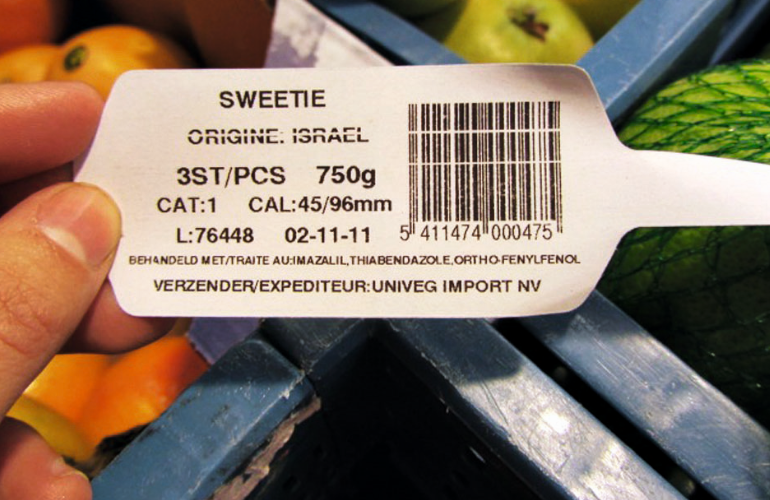 SWEETIE
ORIGINE: ISRAEL
3ST/PCS 750g
CAT:1 CAL:45/96mm
L:76448 02-11-11
5 411474 000475
BEHANDELD MET/TRAITE AU:IMAZALIL,THIABENDAZOLE,ORTHO-FENYLFENOL
VERZENDER/EXPEDITEUR:UNIVEG IMPORT NV